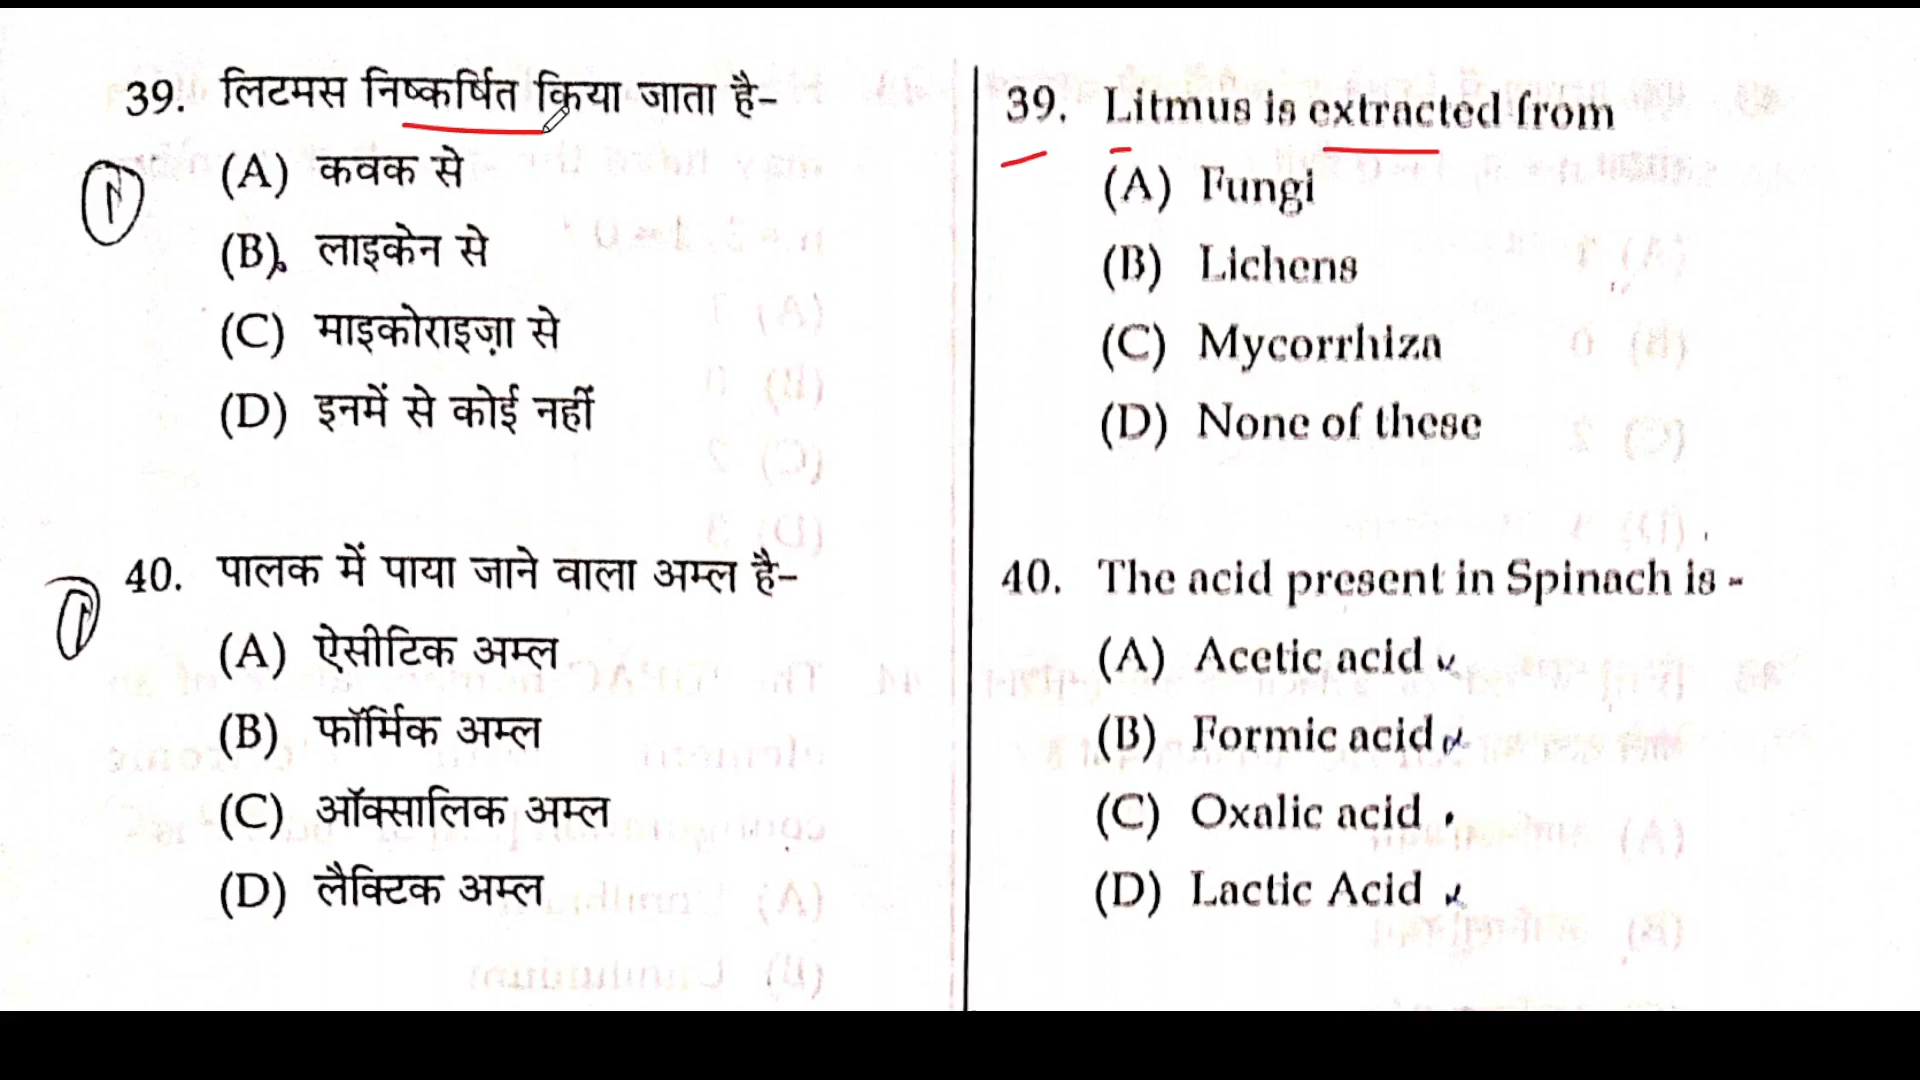 39. लिटमस निष्कर्षित किया जाता है-
(A) कवक से
(B) लाइकेन से
(C) माइकोराइज़ा से
(D) इनमें से कोई नहीं
40. पालक में पाया जाने वाला अम्ल है-
(A) ऐसीटिक अम्ल
(B) फॉर्मिक अम्ल
(C) ऑक्सालिक अम्ल
(D) लैक्टिक अम्ल
39. Litmus is extracted from
(A) Fungi
(B) Lichens
(C) Mycorrhiza
(D) None of these
40. The acid present in Spinach is -
(A) Acetic acid
(B) Formic acid
(C) Oxalic acid
(D) Lactic Acid